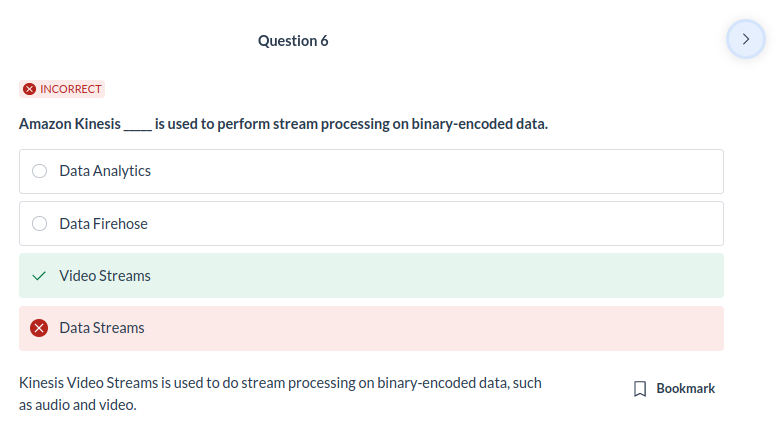 Question 6
INCORRECT
Amazon Kinesis ____ is used to perform stream processing on binary-encoded data.
Data Analytics
Data Firehose
Video Streams
Data Streams
Kinesis Video Streams is used to do stream processing on binary-encoded data, such
as audio and video.
Bookmark